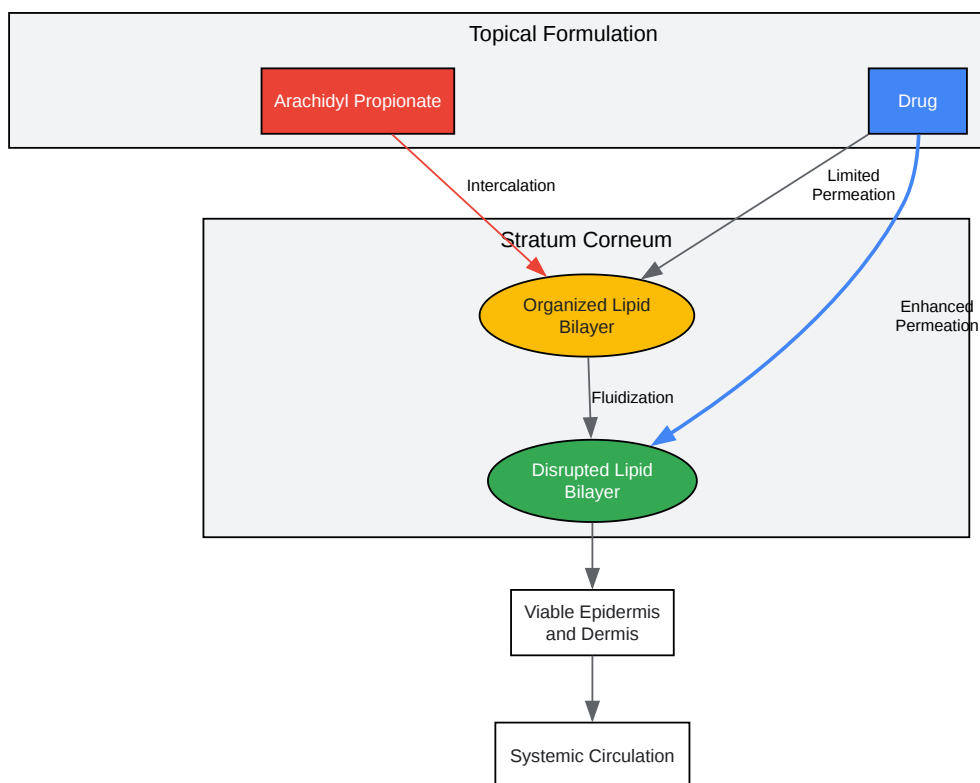 Topical Formulation
Arachidyl Propionate
Drug
Intercalation
Limited
Permeation
Stratum Corneum
Organized Lipid
Bilayer
Enhanced
Permeation
Fluidization
Disrupted Lipid
Bilayer
Viable Epidermis
and Dermis
Systemic Circulation